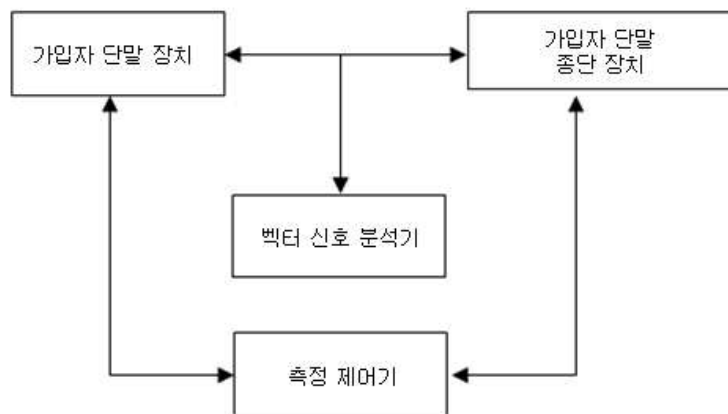 가입자 단말 장치
가입자 단말
종단 장치
벡터 신호 분석기
측정 제어기